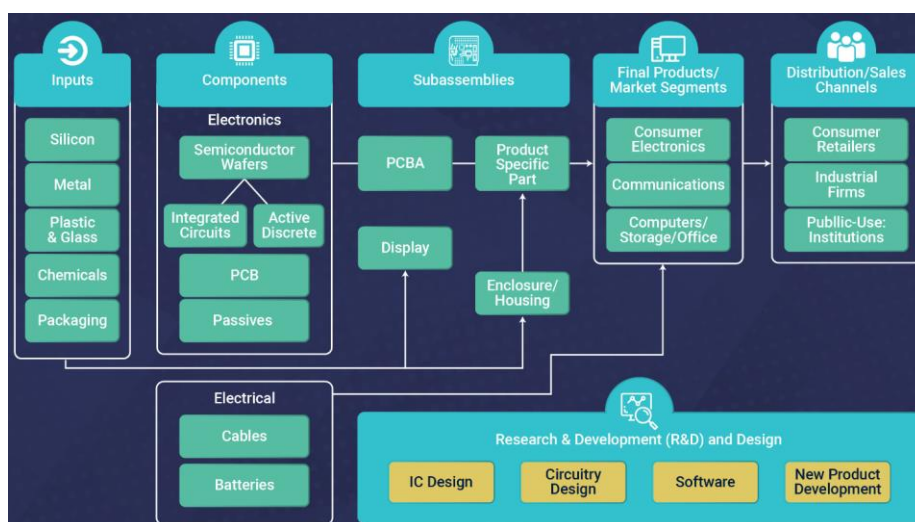 Inputs
Silicon
Metal
Plastic
& Glass
Chemicals
Packaging
Components
Electronics
Semiconductor
Wafers
Integrated
Circuits
Active
Discrete
PCB
Passives
Electrical
Cables
Batteries
Subassemblies
PCBA
Product
Specific
Part
Display
Enclosure/
Housing
Final Products/
Market Segments
Consumer
Electronics
Communications
Computers/
Storage/Office
Distribution/Sales
Channels
Consumer
Retailers
Industrial
Firms
Publlic-Use:
Institutions
Research & Development (R&D) and Design
IC Design
Circuitry
Design
Software
New Product
Development